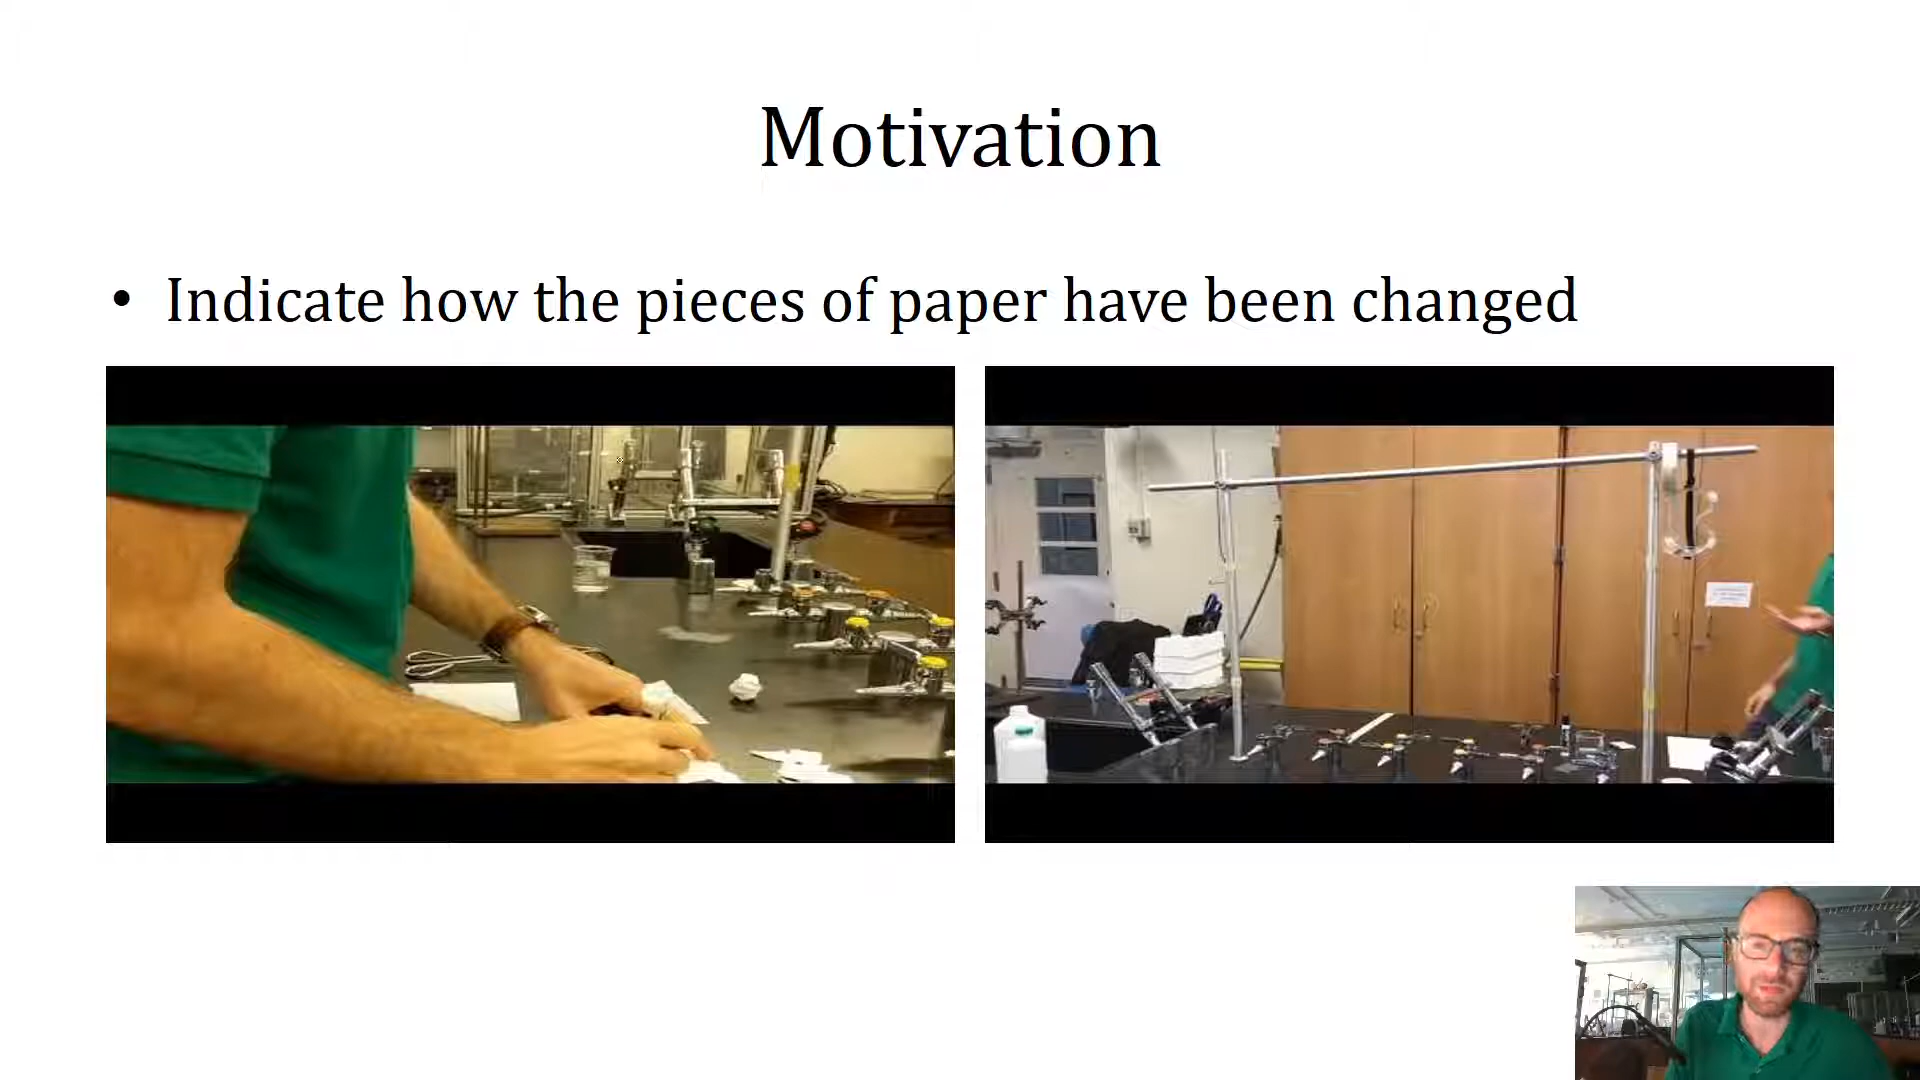 Motivation
• Indicate how the pieces of paper have been changed